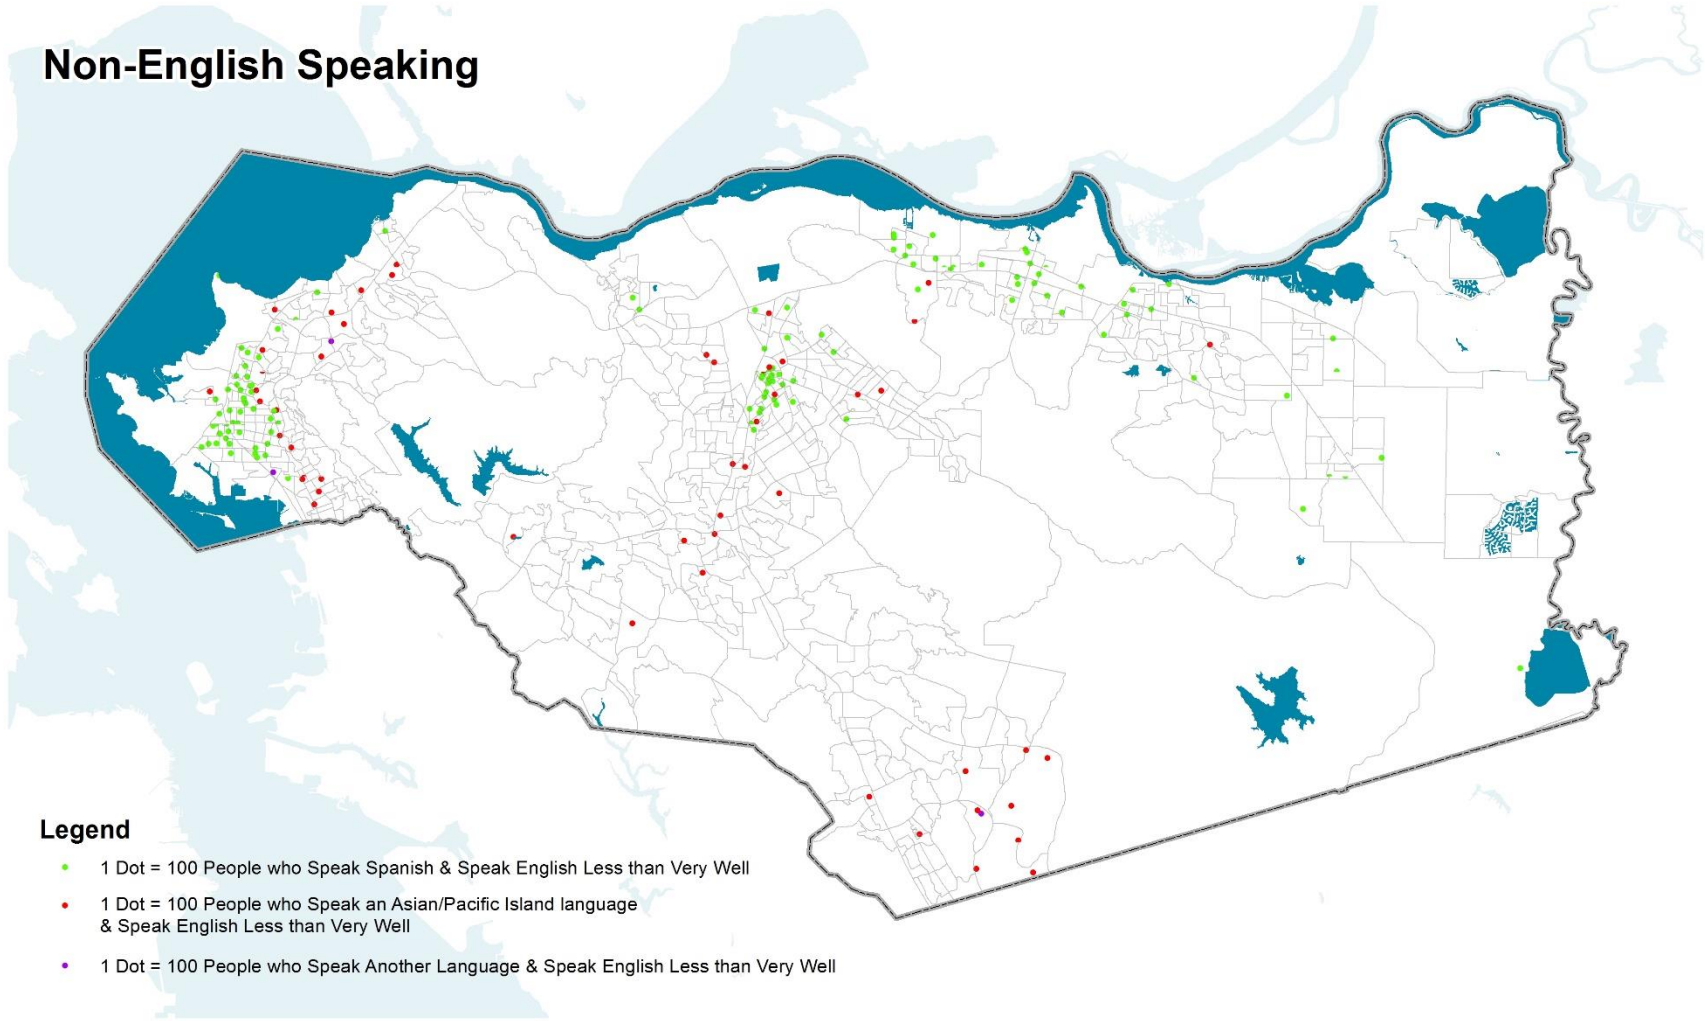 Non-English Speaking
Legend
1 Dot = 100 People who Speak Spanish & Speak English Less than Very Well
1 Dot = 100 People who Speak an Asian/Pacific Island language
& Speak English Less than Very Well
1 Dot = 100 People who Speak Another Language & Speak English Less than Very Well